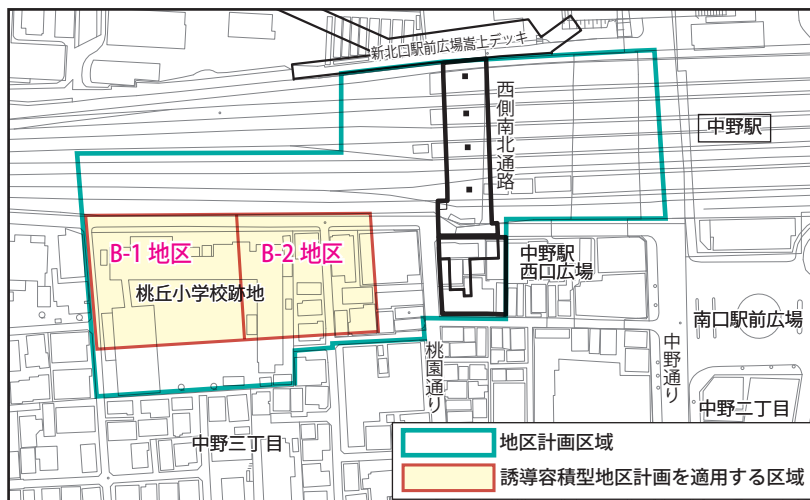 新北口駅前広場嵩上デッキ
西側南北通路
中野駅
B-1 地区
B-2 地区
中野駅
西口広場
桃丘小学校跡地
南口駅前広場
桃園通り
中野通り
中野二丁目
中野三丁目
地区計画区域
誘導容積型地区計画を適用する区域